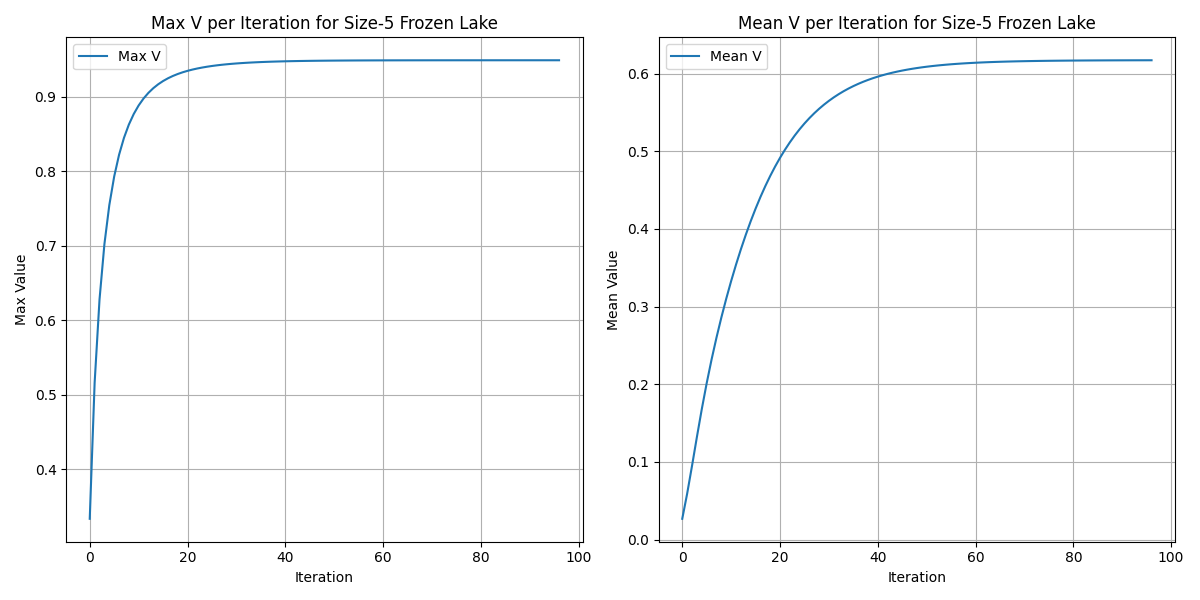 Max V per Iteration for Size-5 Frozen Lake
Max V
0.9
0.8
0.7
0.6
0.5
0.4
Max Value
0 20 40 60 80 100
Iteration
Mean V per Iteration for Size-5 Frozen Lake
Mean V
0.6
0.5
0.4
0.3
0.2
0.1
0.0
Mean Value
0 20 40 60 80 100
Iteration